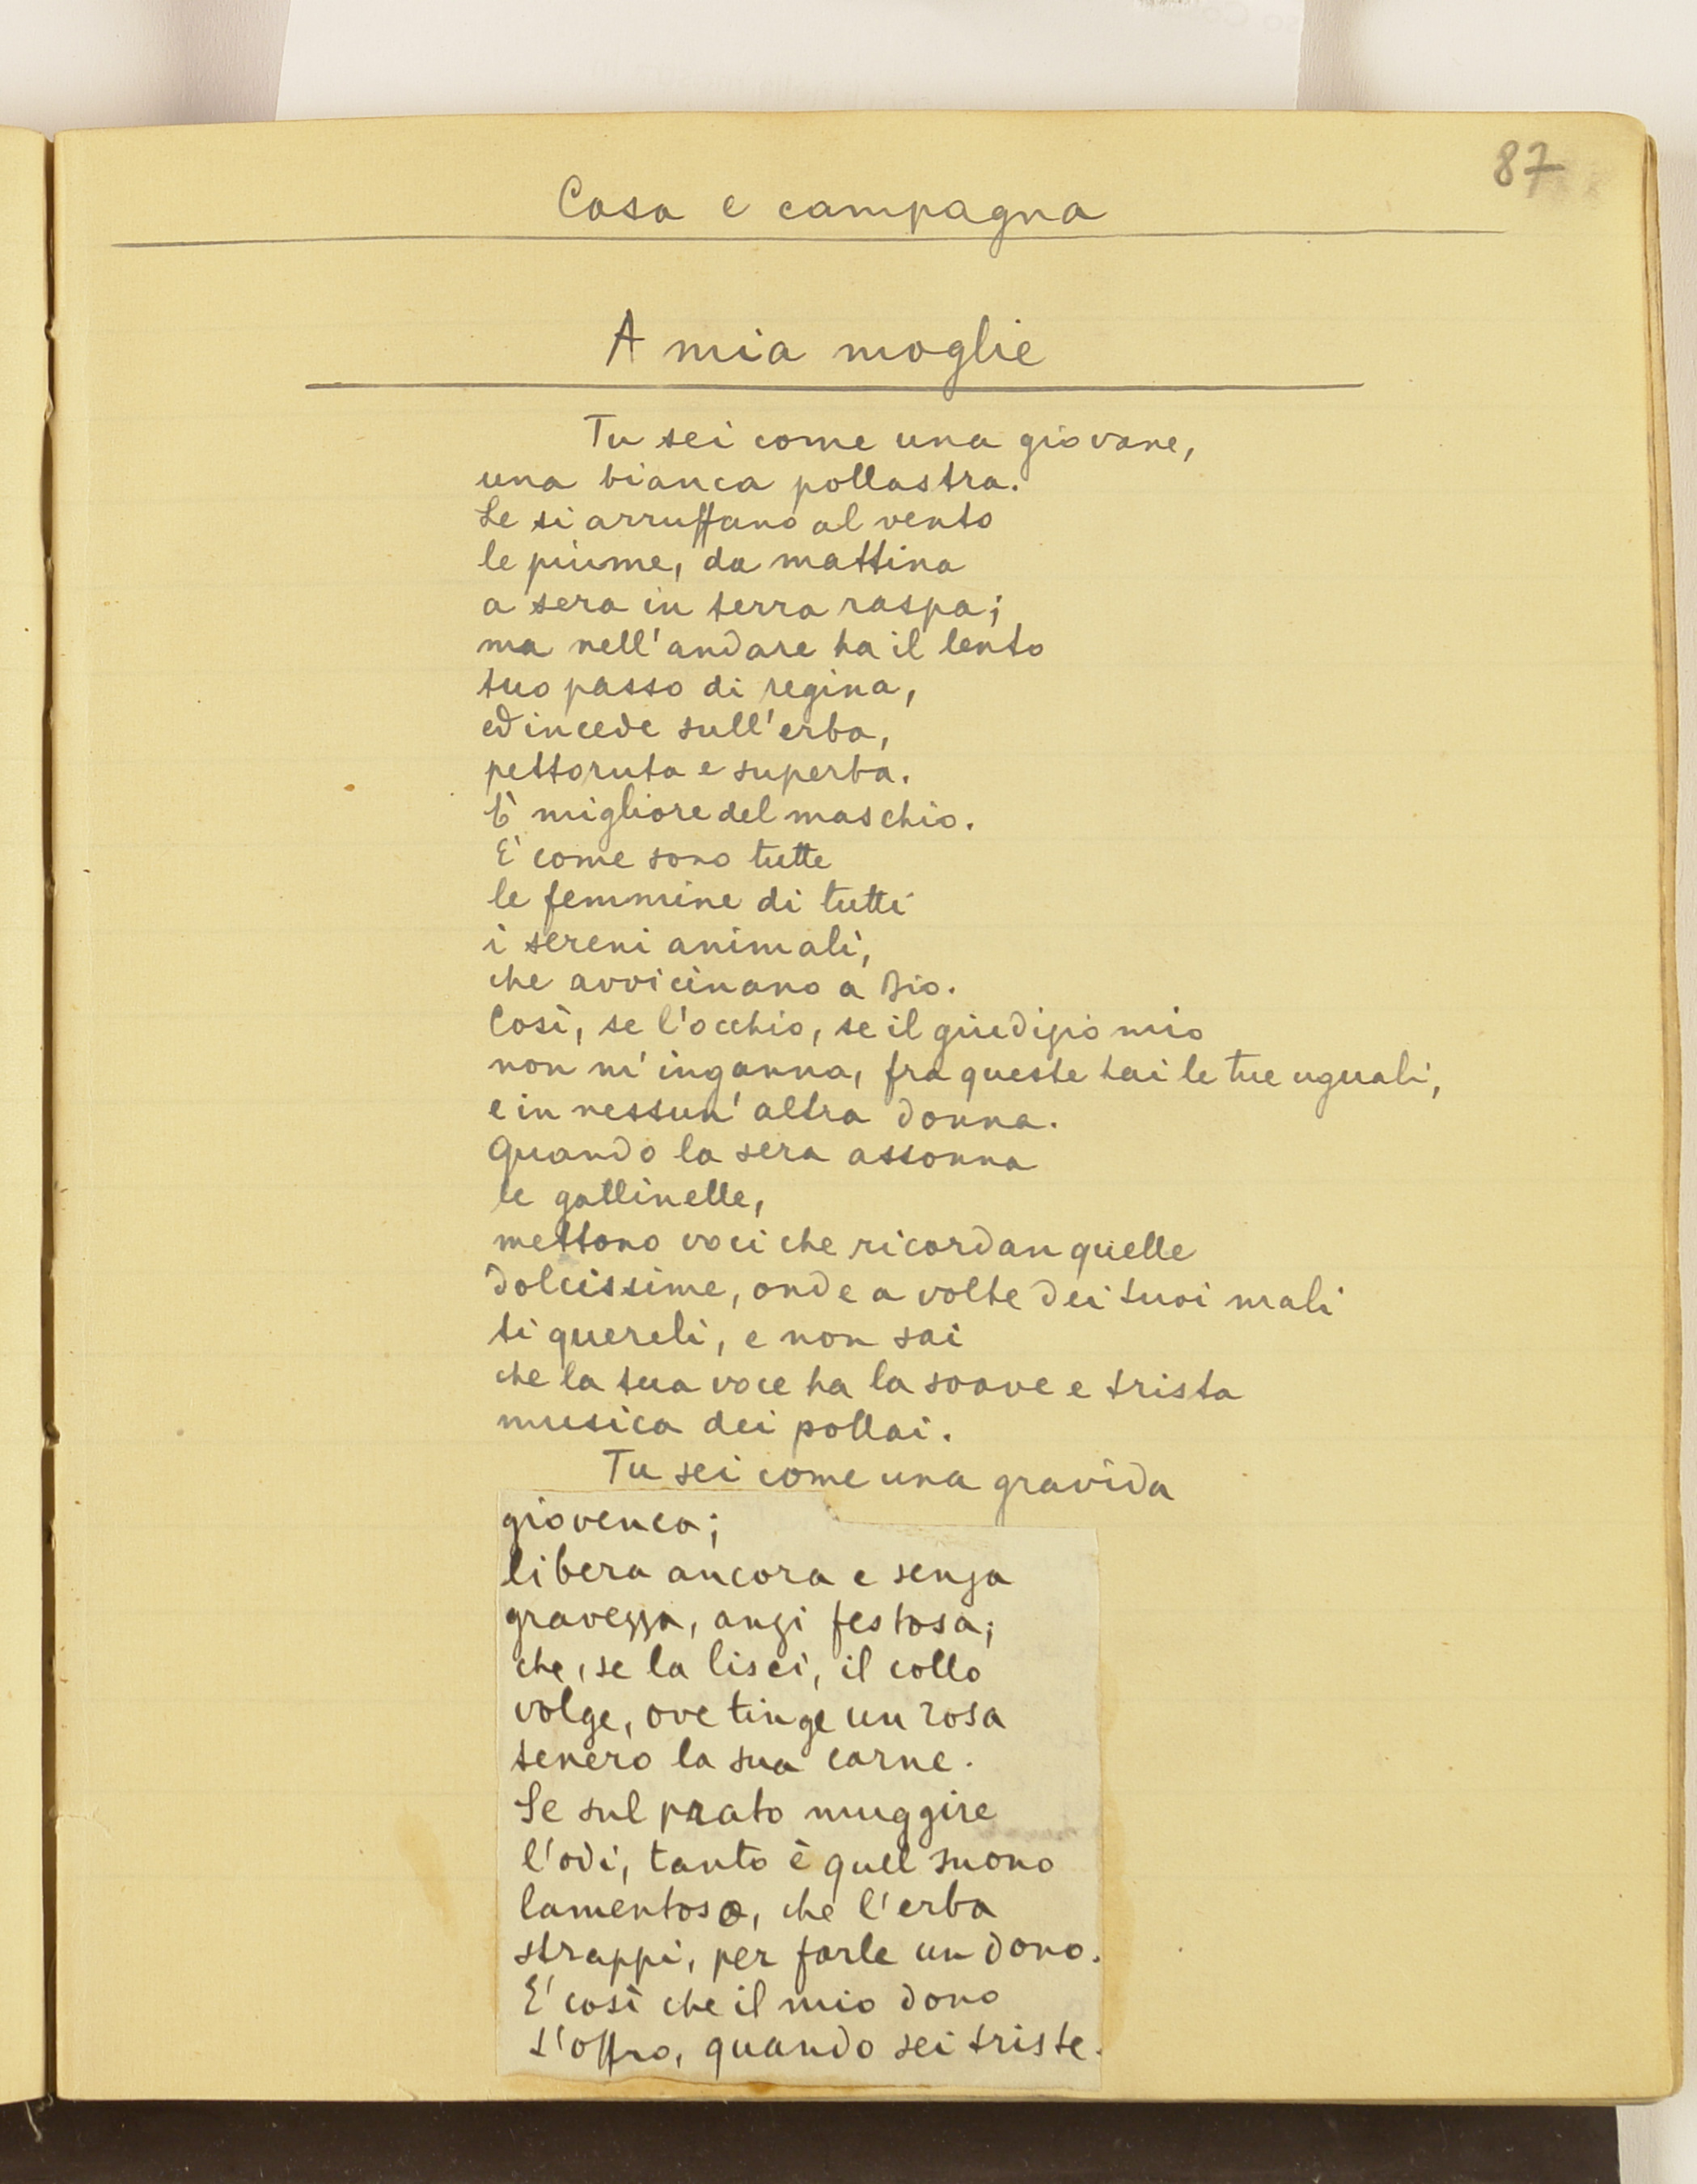 87
Casa e campagna
A mia moglie
Tu sei come una giovane,
una bianca pollastra.
Le si arruffano al vento
le piume, da mattina
a sera in terra raspa;
ma nell'andare ha il lento
tuo passo di regina,
ed incede sull'erba,
pettoruta e superba.
È migliore del maschio.
E' come sono tutte
le femmine di tutti
i sereni animali,
che avvicinano a Dio.
Così, se l'occhio, se il giudizio mio
non m'inganna, fra queste hai le tue uguali,
e in nessun'altra donna.
Quando la sera assonna
le gallinelle,
mettono voci che ricordan quelle
dolcissime, onde a volte dei tuoi mali
ti quereli, e non sai
che la tua voce ha la soave e trista
musica dei pollai.
Tu sei come una gravida
giovenca;
libera ancora e senza
gravezza, anzi festosa;
che, se la lisci, il collo
volge, ove tinge un rosa
tenero la sua carne.
Se sul prato muggire
l'odi, tanto è quel suono
lamentoso, che l'erba
strappi, per farle un dono.
E' così che il mio dono
t'offro, quando sei triste.